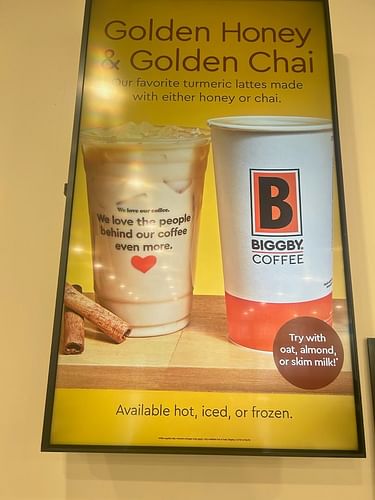 Golden Honey
& Golden Chai
Our favorite turmeric lattes made
with either honey or chai.
We love our coffee.
We love the people
behind our coffee
even more.
B
BIGGBY
COFFEE
Try with
oat, almond,
or skim milk!*
Available hot, iced, or frozen.